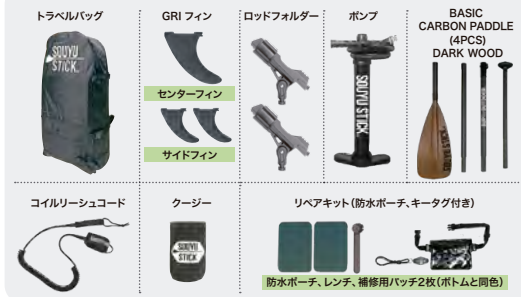 トラベルバッグ
GRI フィン
ロッドフォルダー
ポンプ
BASIC
CARBON PADDLE
(4PCS)
DARK WOOD
SOUYU
STICK
センターフィン
サイドフィン
SOUYU STICK
コイルリーシュコード
クージー
リペアキット(防水ポーチ、キータグ付き)
SOUYU
STICK
防水ポーチ、レンチ、補修用パッチ2枚(ボトムと同色)